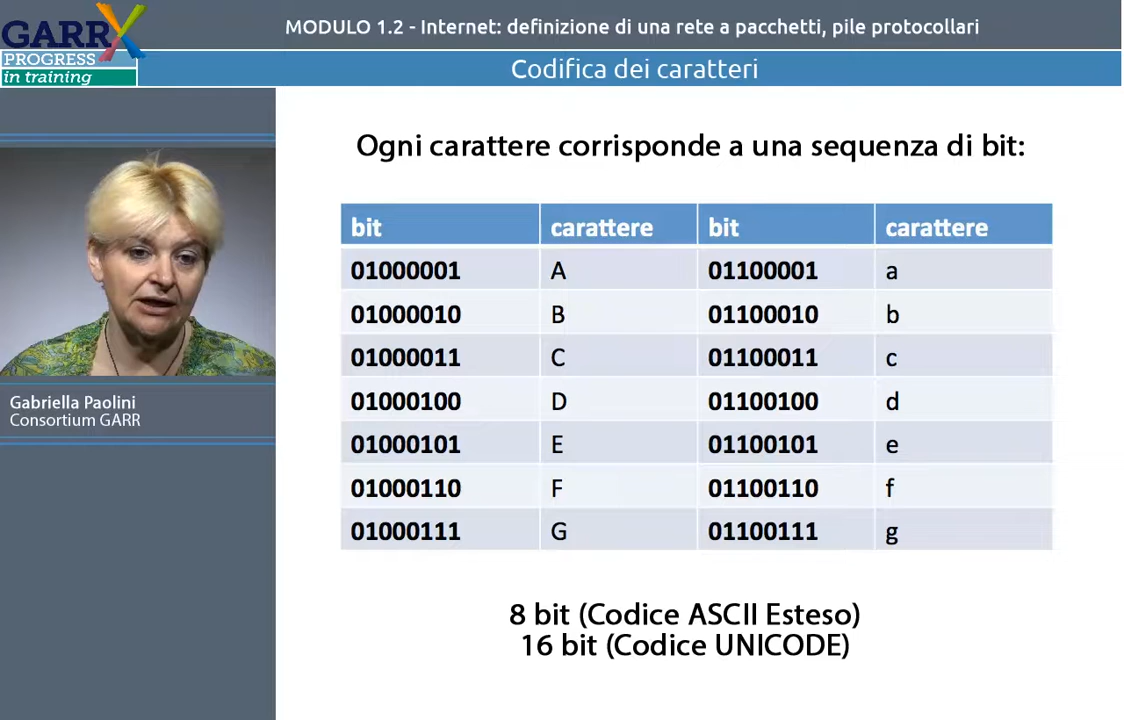 GARR X
PROGRESS
in training
MODULO 1.2 - Internet: definizione di una rete a pacchetti, pile protocollari
Codifica dei caratteri
Gabriella Paolini
Consortium GARR
Ogni carattere corrisponde a una sequenza di bit:
bit carattere bit carattere
01000001 A 01100001 a
01000010 B 01100010 b
01000011 C 01100011 c
01000100 D 01100100 d
01000101 E 01100101 e
01000110 F 01100110 f
01000111 G 01100111 g
8 bit (Codice ASCII Esteso)
16 bit (Codice UNICODE)